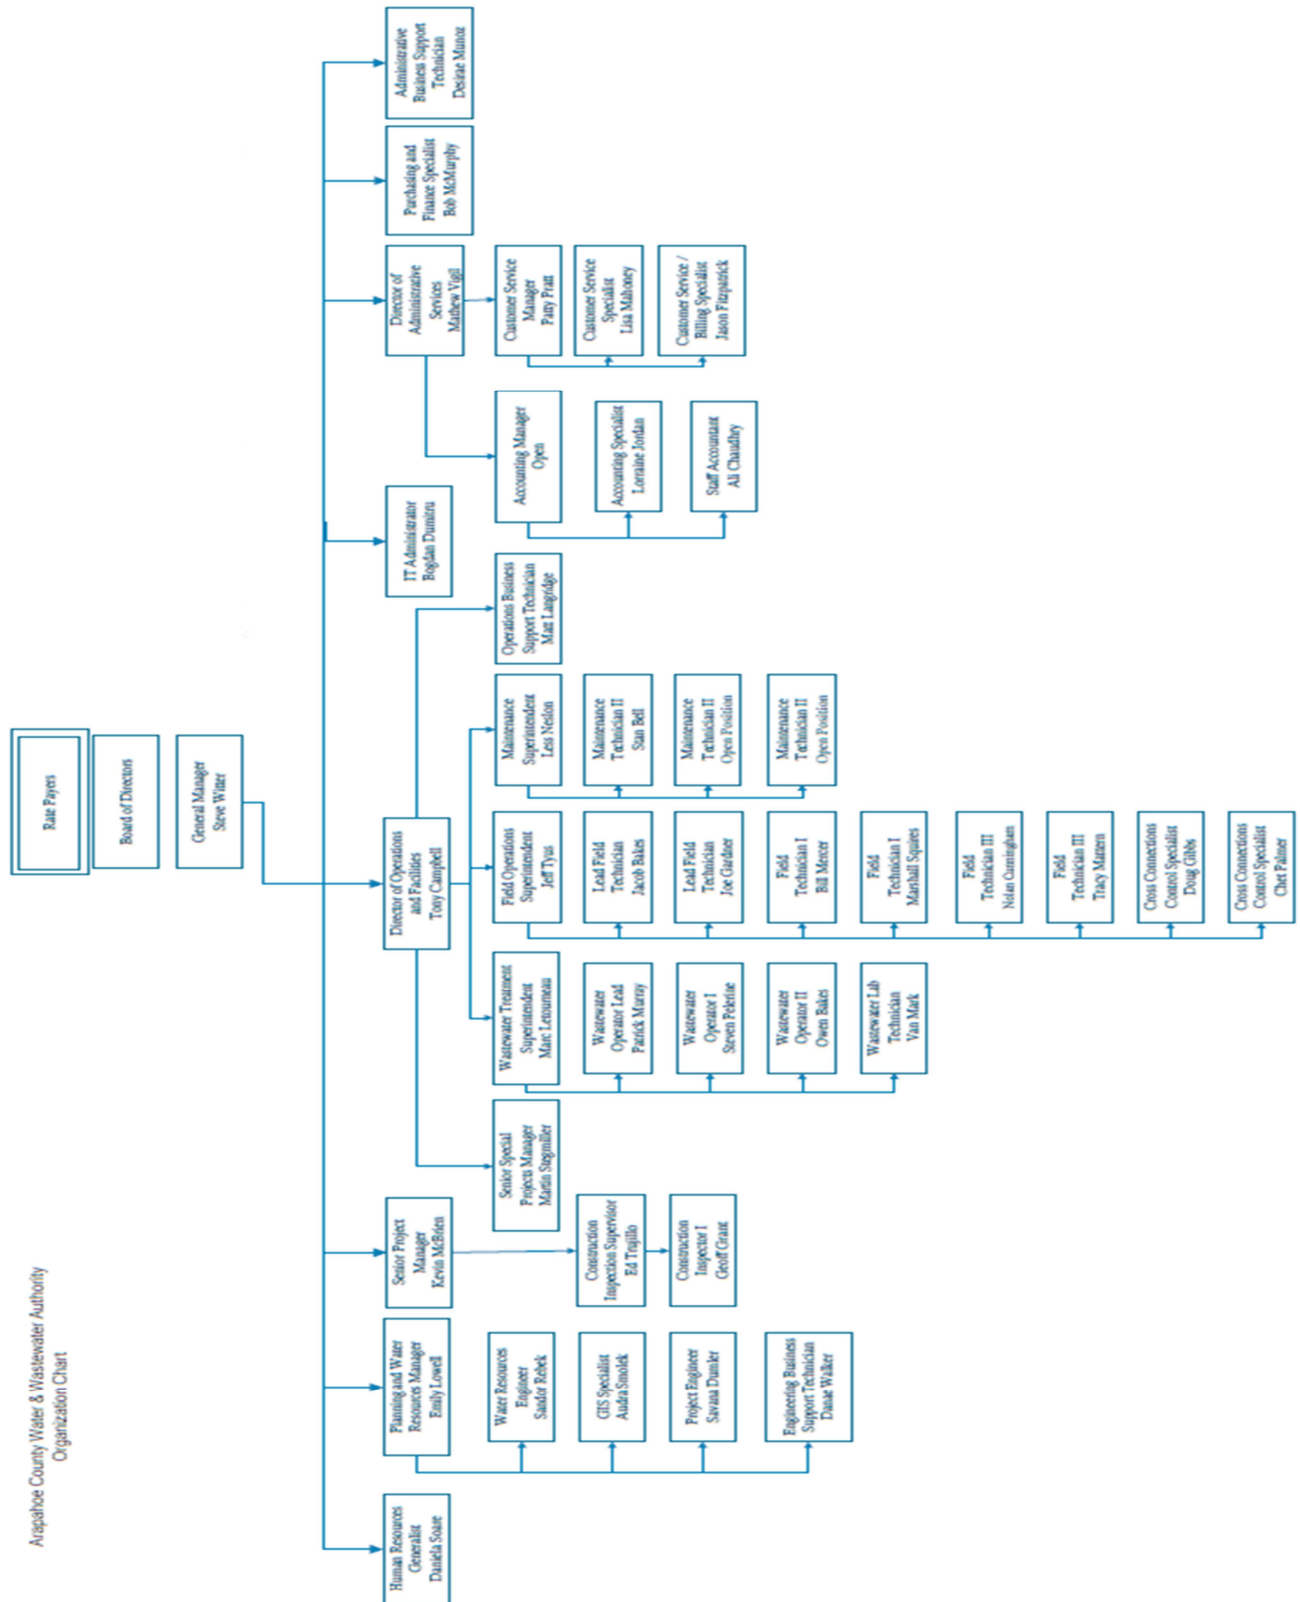 Arapahoe County Water & Wastewater Authority
Organization Chart
Rate Payers
Board of Directors
General Manager
Steve Witter
Human Resources
Generalist
Daniela Soare
Planning and Water
Resources Manager
Emily Lowell
Senior Project
Manager
Kevin McBrien
Director of Operations
and Facilities
Tony Campbell
IT Administrator
Bogdan Dumitru
Director of
Administrative
Services
Mathew Vigil
Purchasing and
Finance Specialist
Bob McMurphy
Administrative
Business Support
Technician
Desirae Munoz
Water Resources
Engineer
Sandor Rebek
GIS Specialist
Audra Smolek
Project Engineer
Savana Dumler
Engineering Business
Support Technician
Danae Walker
Construction
Inspection Supervisor
Ed Trujillo
Construction
Inspector I
Geoff Grant
Senior Special
Projects Manager
Martin Stegmiller
Wastewater Treatment
Superintendent
Marc Letourneau
Wastewater
Operator Lead
Patrick Murray
Wastewater
Operator I
Steven Pelerine
Wastewater
Operator II
Owen Bakes
Wastewater Lab
Technician
Van Mark
Field Operations
Superintendent
Jeff Tyus
Lead Field
Technician
Jacob Bakes
Lead Field
Technician
Joe Gardner
Field
Technician I
Bill Mercer
Field
Technician I
Marshall Squires
Field
Technician III
Nolan Cunningham
Field
Technician III
Tracy Mattern
Cross Connections
Control Specialist
Doug Gibbs
Cross Connections
Control Specialist
Chet Palmer
Maintenance
Superintendent
Less Neslon
Maintenance
Technician II
Stan Bell
Maintenance
Technician II
Open Position
Maintenance
Technician II
Open Position
Operations Business
Support Technician
Matt Langridge
Accounting Manager
Open
Accounting Specialist
Lorraine Jordan
Staff Accountant
Ali Chaudhry
Customer Service
Manager
Patty Pratt
Customer Service
Specialist
Lisa Mahoney
Customer Service /
Billing Specialist
Jason Fitzpatrick